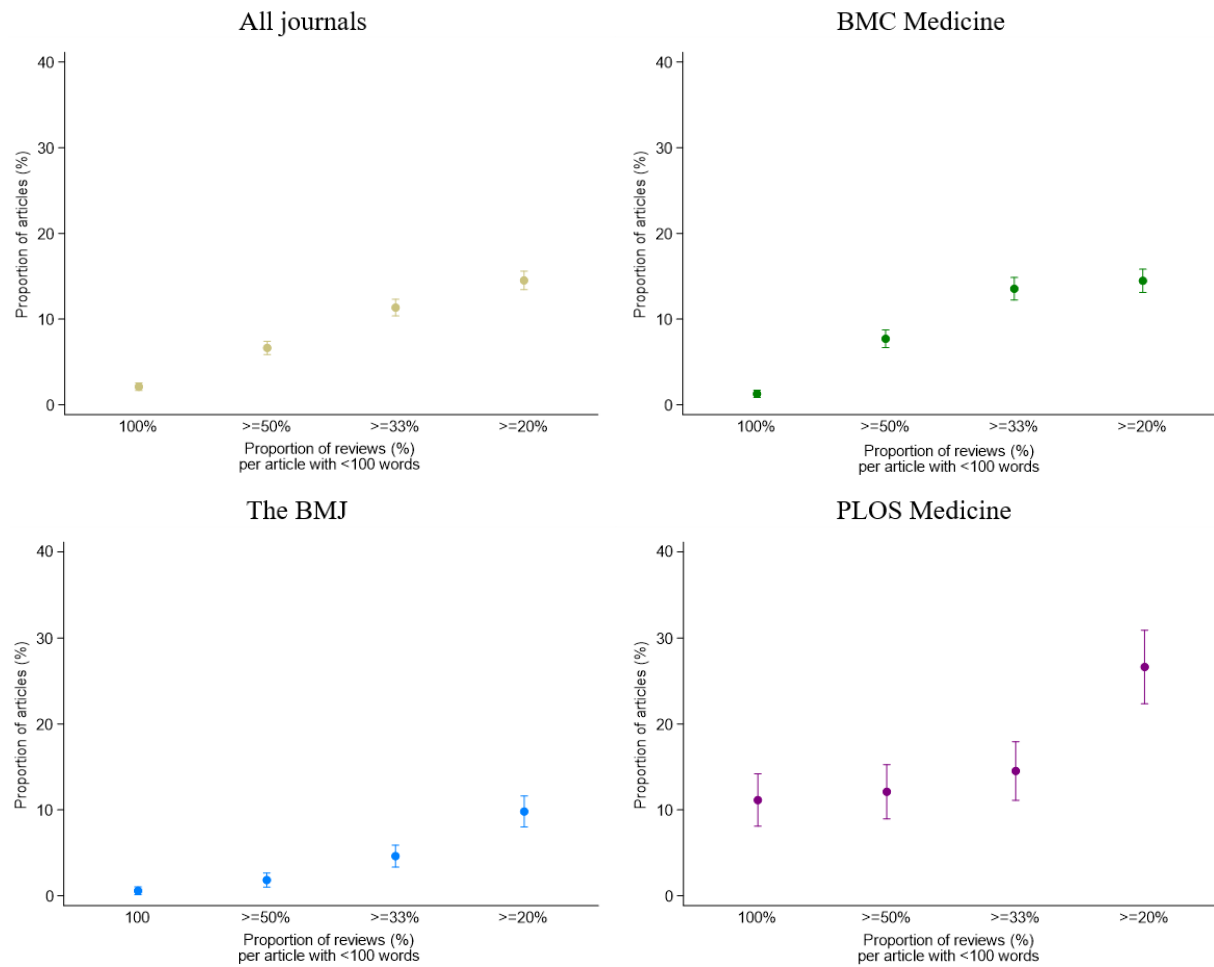 All journals
Proportion of articles (%)
40
30
20
10
0
100%
>=50%
>=33%
>=20%
Proportion of reviews (%)
per article with <100 words
BMC Medicine
Proportion of articles (%)
40
30
20
10
0
100%
>=50%
>=33%
>=20%
Proportion of reviews (%)
per article with <100 words
The BMJ
Proportion of articles (%)
40
30
20
10
0
100
>=50%
>=33%
>=20%
Proportion of reviews (%)
per article with <100 words
PLOS Medicine
Proportion of articles (%)
40
30
20
10
0
100%
>=50%
>=33%
>=20%
Proportion of reviews (%)
per article with <100 words